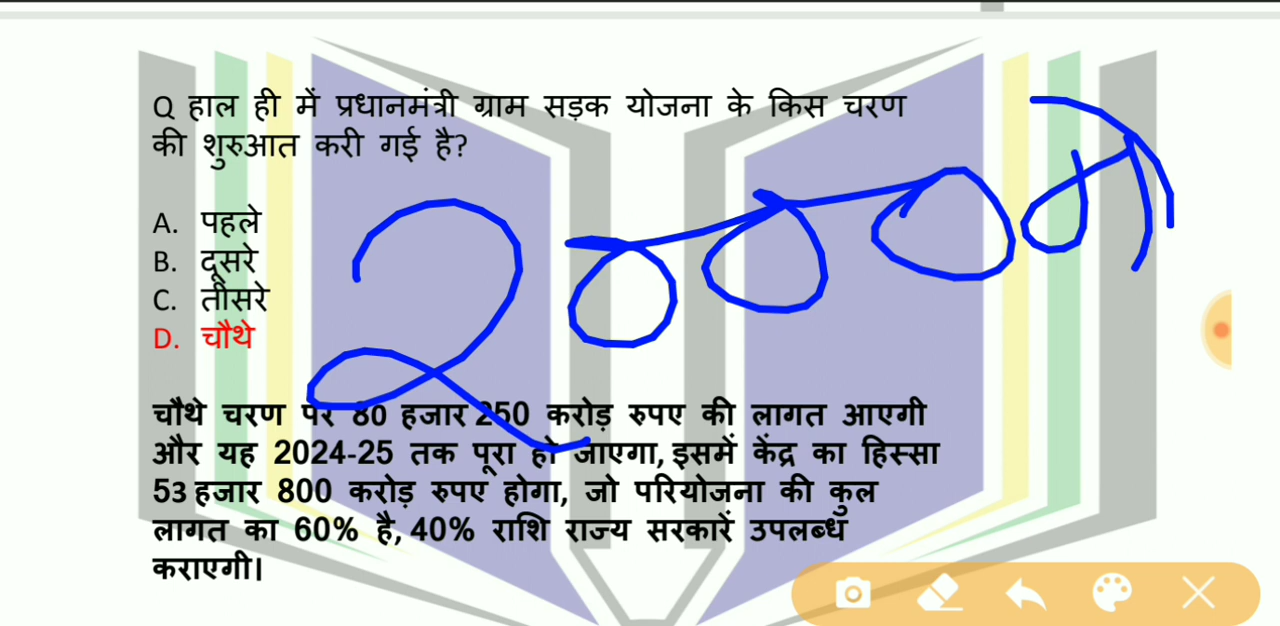 Q हाल ही में प्रधानमंत्री ग्राम सड़क योजना के किस चरण
की शुरुआत करी गई है?
A. पहले
B. दूसरे
C. तीसरे
D. चौथे
2000
चौथे चरण पर 80 हजार 250 करोड़ रुपए की लागत आएगी
और यह 2024-25 तक पूरा हो जाएगा, इसमें केंद्र का हिस्सा
53 हजार 800 करोड़ रुपए होगा, जो परियोजना की कुल
लागत का 60% है, 40% राशि राज्य सरकारें उपलब्ध
कराएगी।